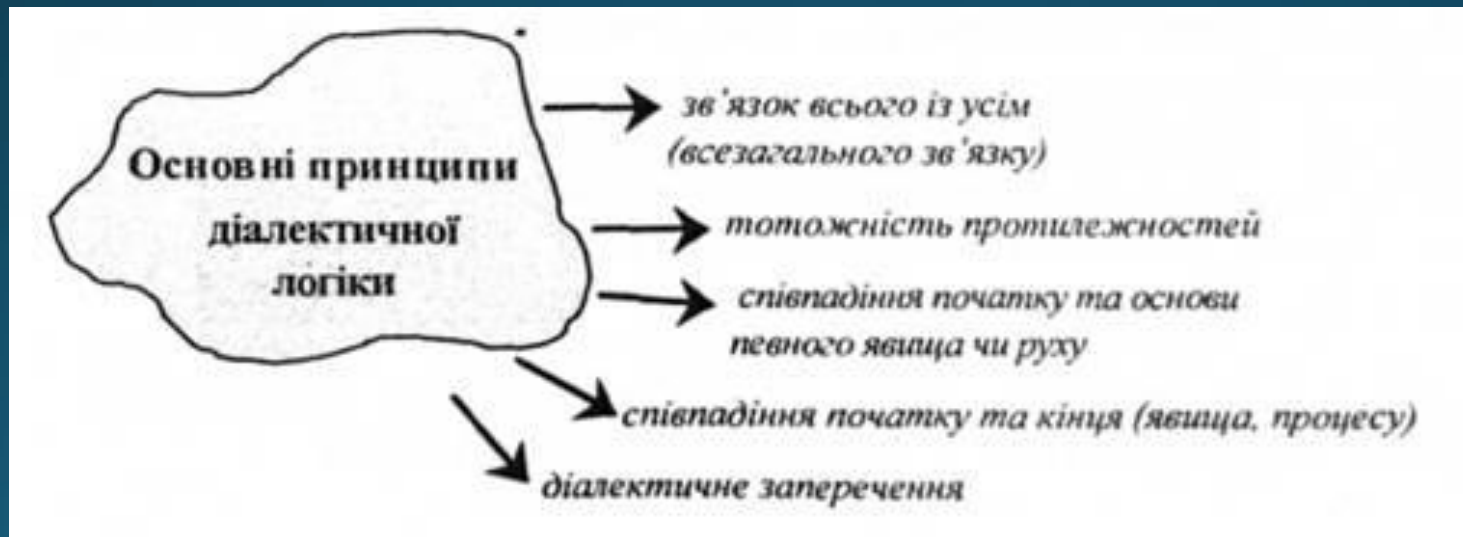 Основні принципи
діалектичної
логіки
зв'язок всього із усім
(всезагального зв'язку)
тотожність протилежностей
співпадіння початку та основи
певного явища чи руху
співпадіння початку та кінця (явища, процесу)
діалектичне заперечення